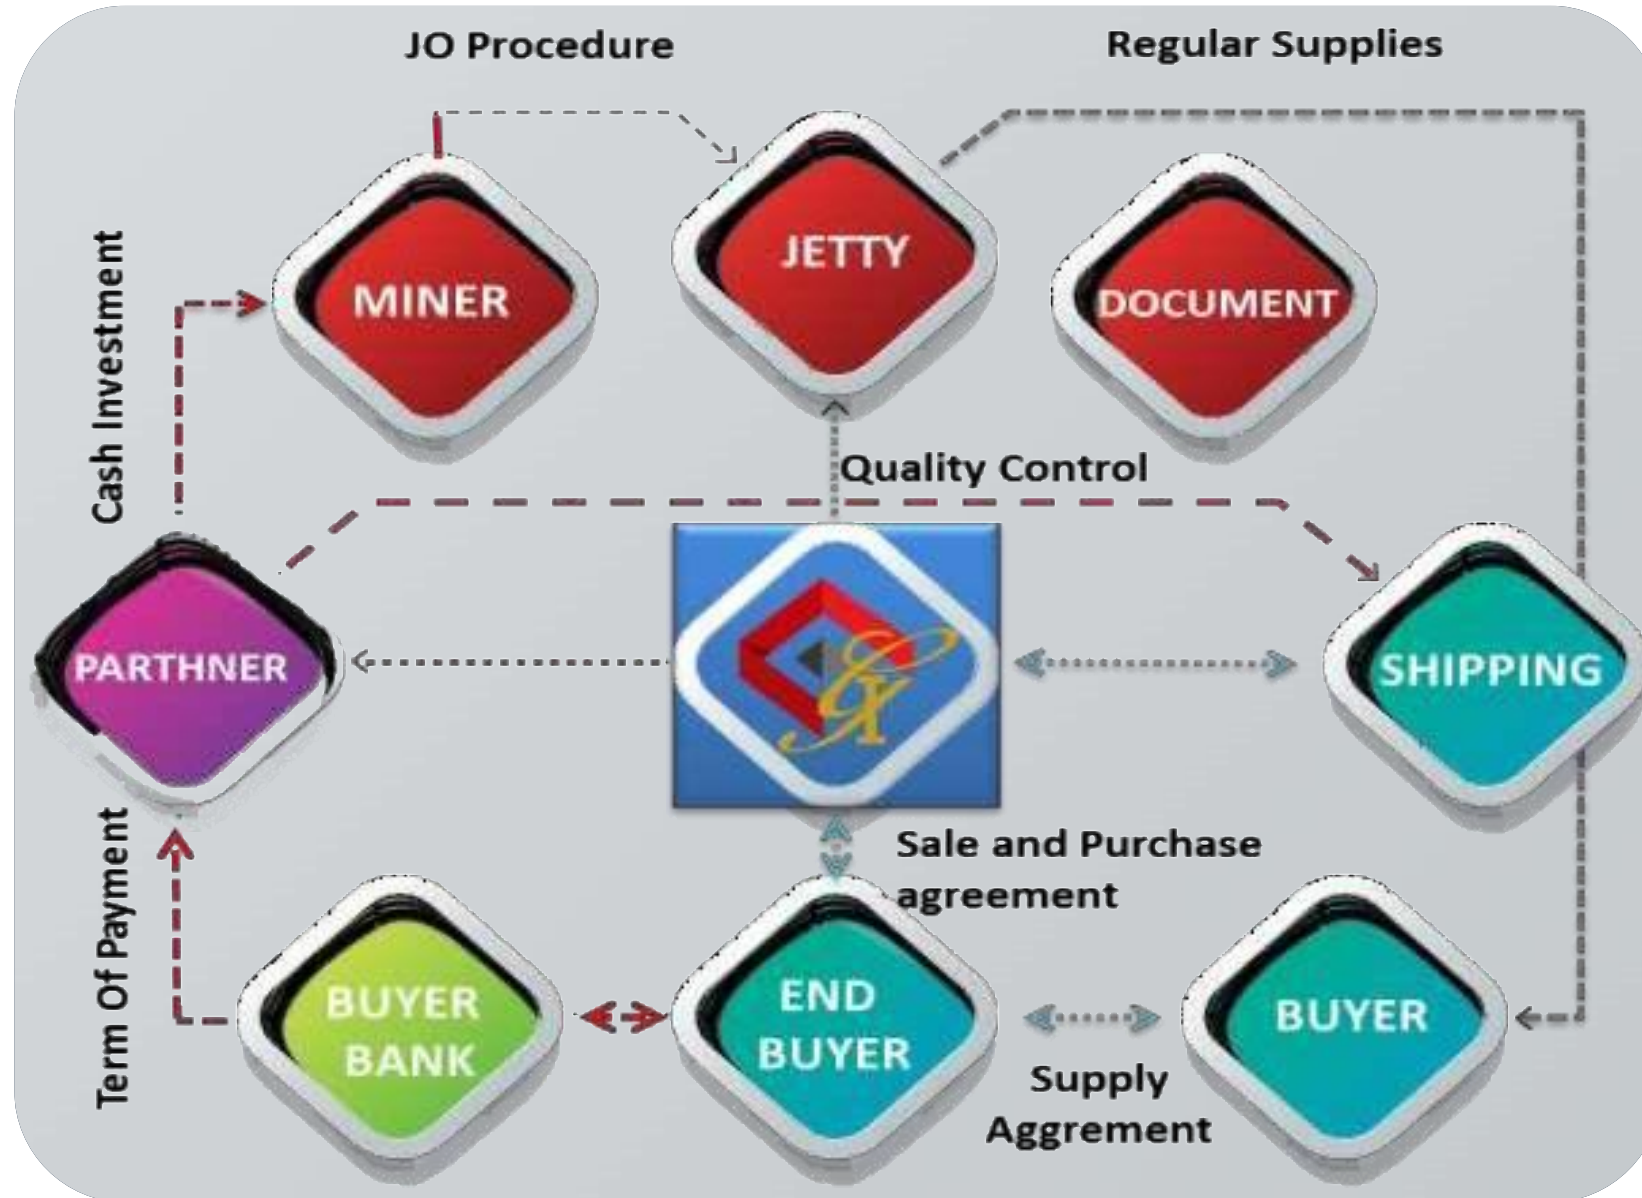 JO Procedure
Regular Supplies
Cash Investment
MINER
JETTY
DOCUMENT
Quality Control
PARTHNER
SHIPPING
Sale and Purchase
agreement
Term Of Payment
BUYER
BANK
END
BUYER
BUYER
Supply
Aggrement